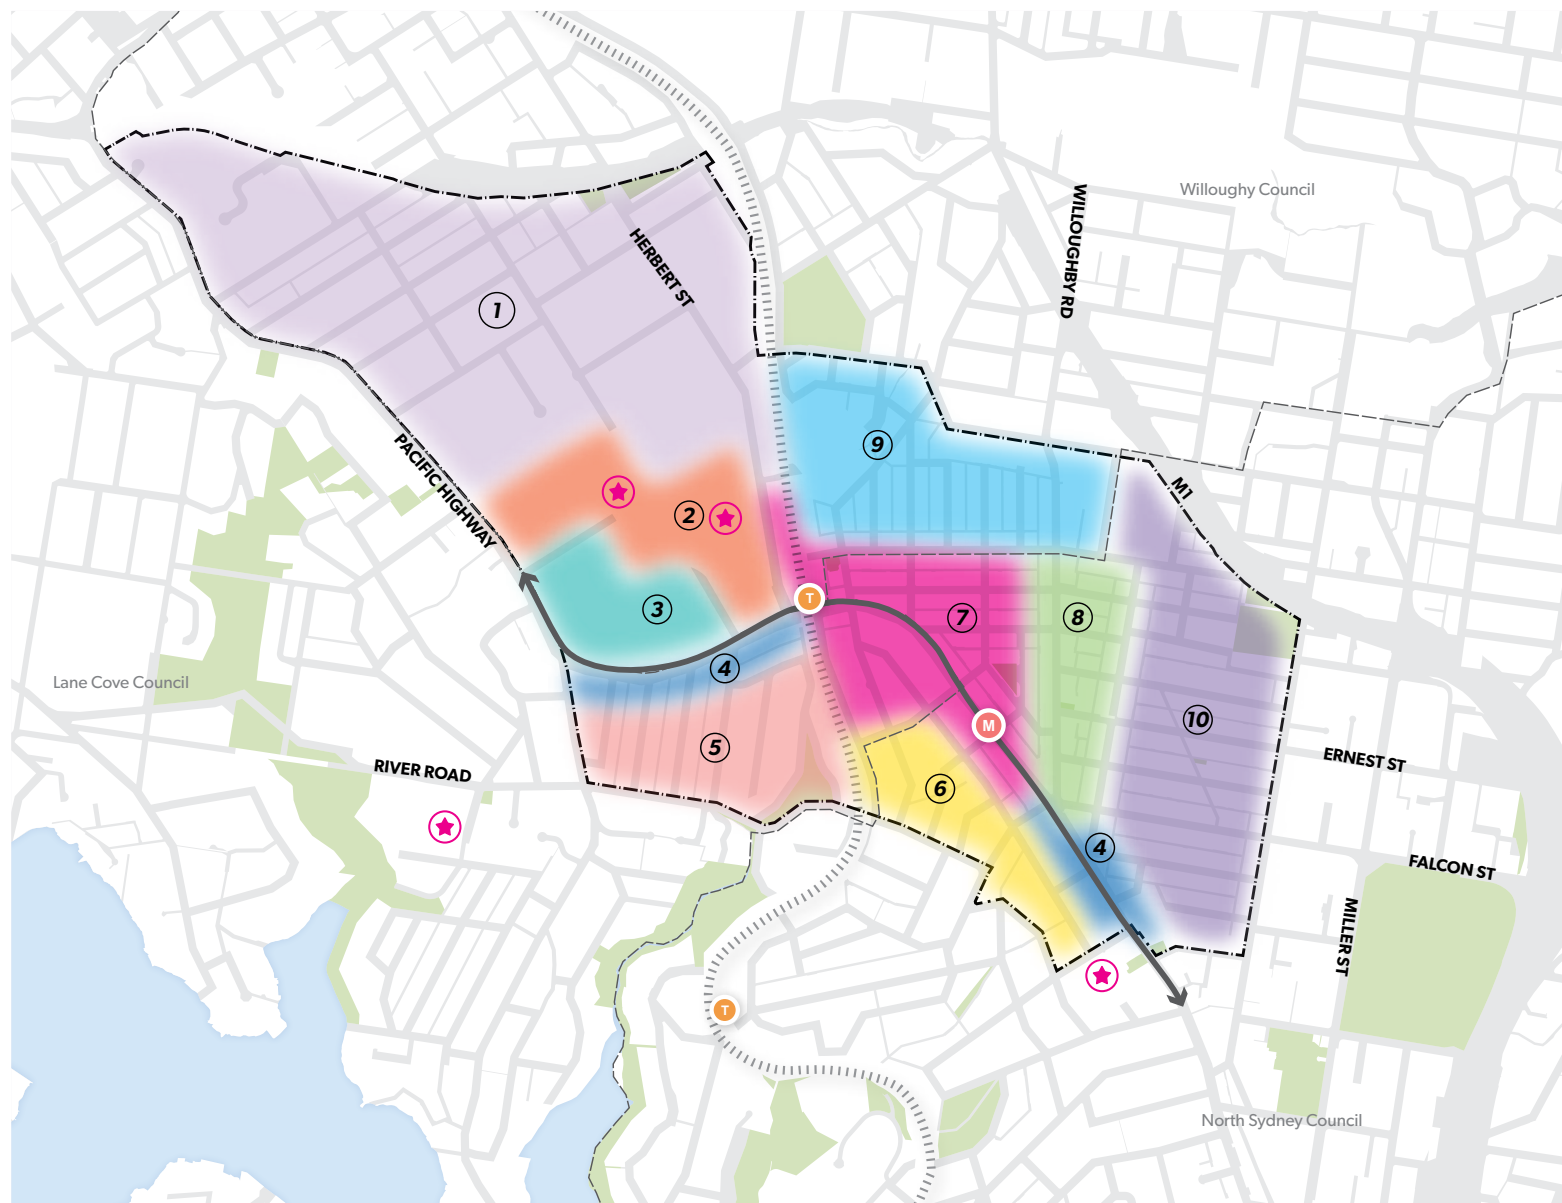 Willoughy Council
WILLOUGHBY RD
HERBERT ST
1
PACIFIC HIGHWAY
9
M1
2
T
3
7
8
4
Lane Cove Council
10
M
5
ERNEST ST
RIVER ROAD
6
4
FALCON ST
MILLER ST
T
North Sydney Council